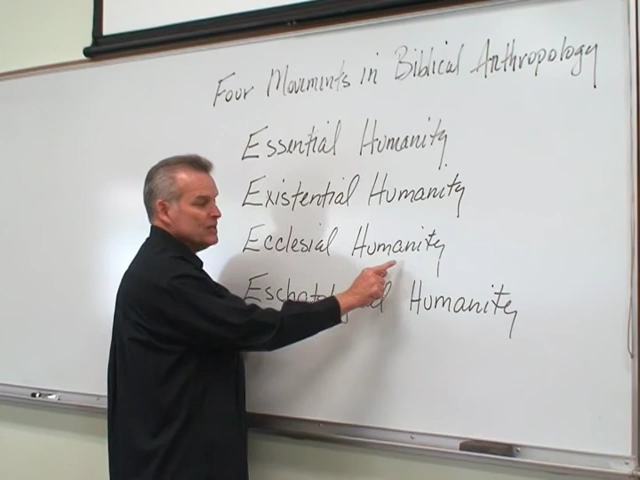 Four Movements in Biblical Anthropology
Essential Humanity
Existential Humanity
Ecclesial Humanity
Humanity